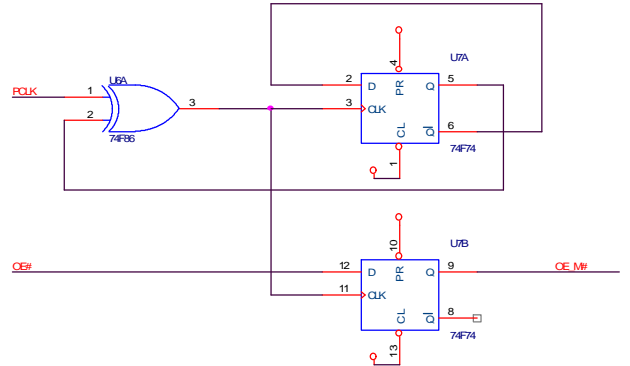 U7A
4
PCLK
1
U6A
2
3
74F86
2
D
PR
Q
5
3
CLK
CL
Q
6
1
74F74
U7B
10
OE#
12
D
PR
Q
9
OE_M#
11
CLK
CL
Q
8
13
74F74